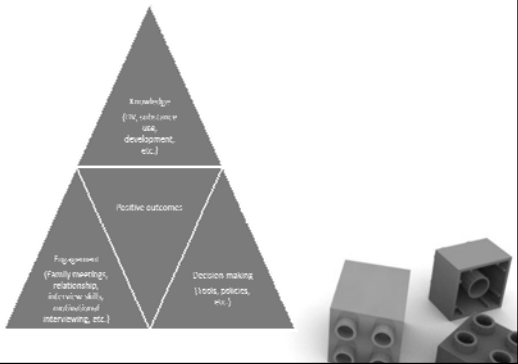 Knowledge
(DV, substance
use,
development,
etc.)
Positive outcomes
Engagement
(Family meetings,
relationship,
interview skills,
motivational
interviewing, etc.)
Decision making
(Tools, policies,
etc.)